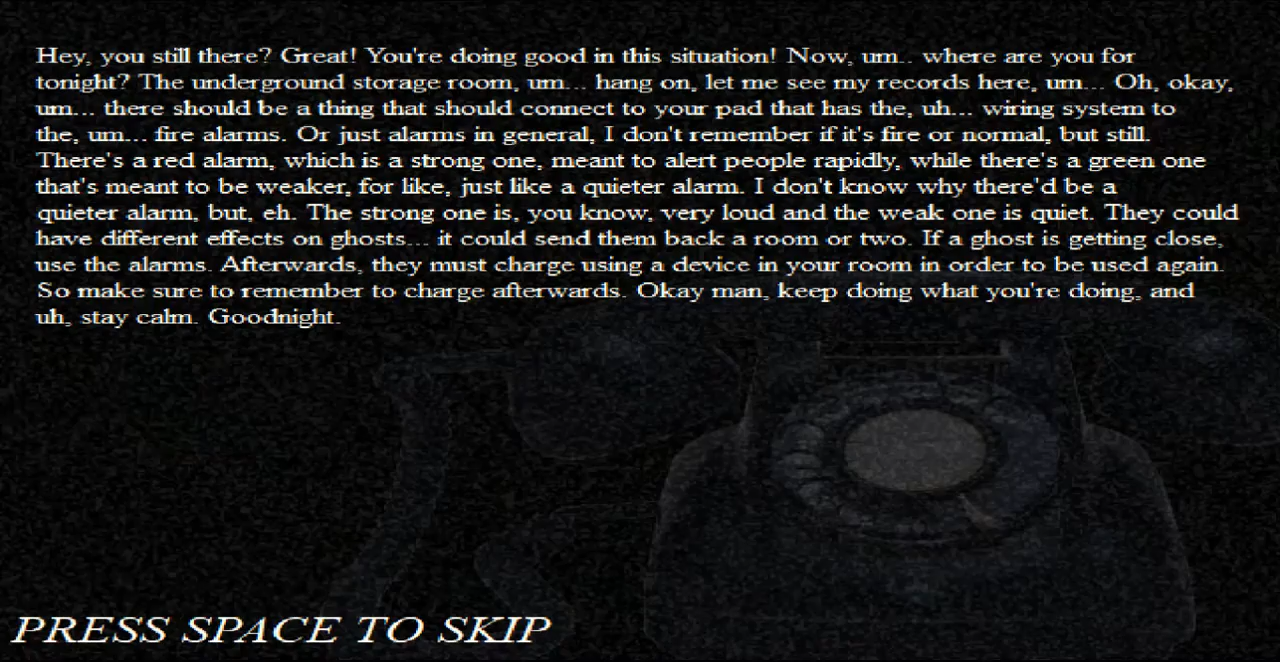 Hey, you still there? Great! You're doing good in this situation! Now, um.. where are you for
tonight? The underground storage room, um... hang on, let me see my records here, um... Oh, okay,
um... there should be a thing that should connect to your pad that has the, uh... wiring system to
the, um... fire alarms. Or just alarms in general, I don't remember if it's fire or normal, but still.
There's a red alarm, which is a strong one, meant to alert people rapidly, while there's a green one
that's meant to be weaker, for like, just like a quieter alarm. I don't know why there'd be a
quieter alarm, but, eh. The strong one is, you know, very loud and the weak one is quiet. They could
have different effects on ghosts... it could send them back a room or two. If a ghost is getting close,
use the alarms. Afterwards, they must charge using a device in your room in order to be used again.
So make sure to remember to charge afterwards. Okay man, keep doing what you're doing, and
uh, stay calm. Goodnight.
PRESS SPACE TO SKIP